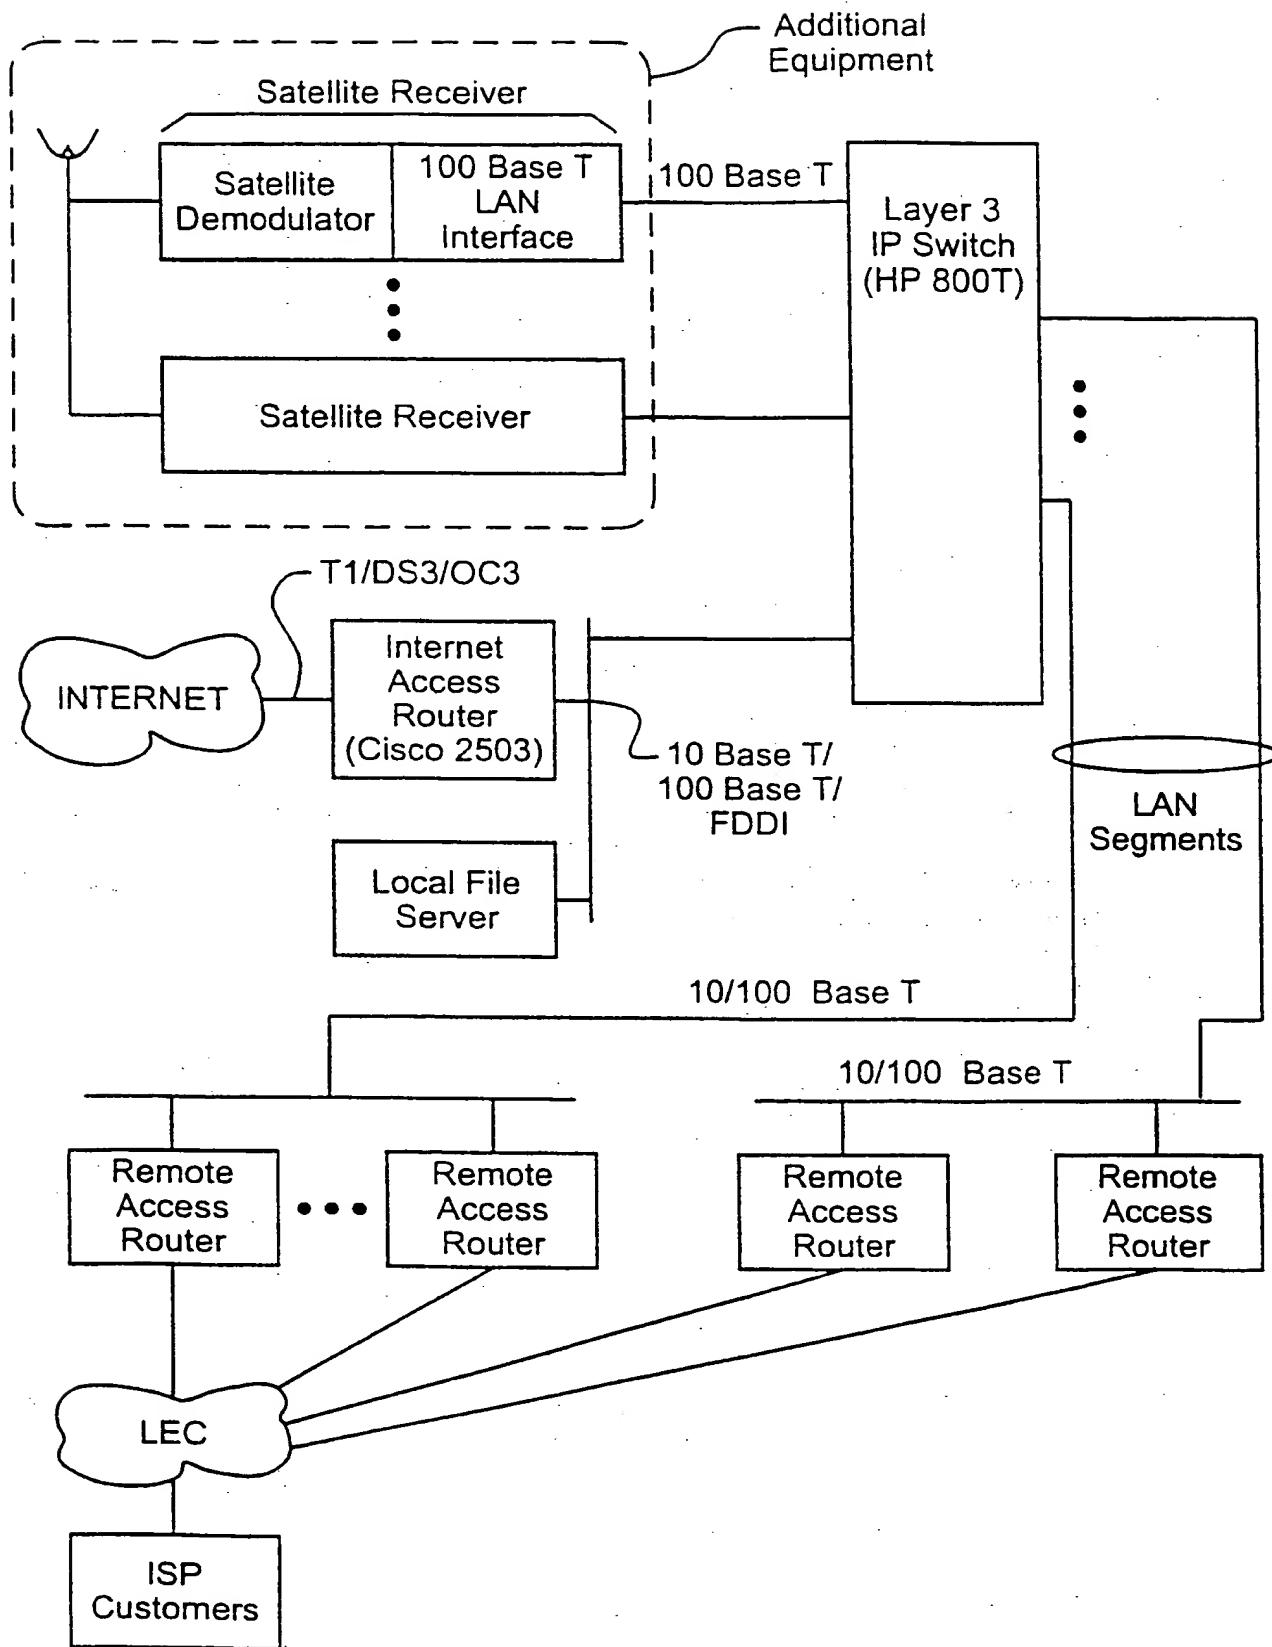 Additional
Equipment
Satellite Receiver
Satellite
Demodulator
100 Base T
LAN
Interface
100 Base T
Layer 3
IP Switch
(HP 800T)
Satellite Receiver
T1/DS3/OC3
INTERNET
Internet
Access
Router
(Cisco 2503)
10 Base T/
100 Base T/
FDDI
LAN
Segments
Local File
Server
10/100 Base T
10/100 Base T
Remote
Access
Router
Remote
Access
Router
Remote
Access
Router
Remote
Access
Router
LEC
ISP
Customers